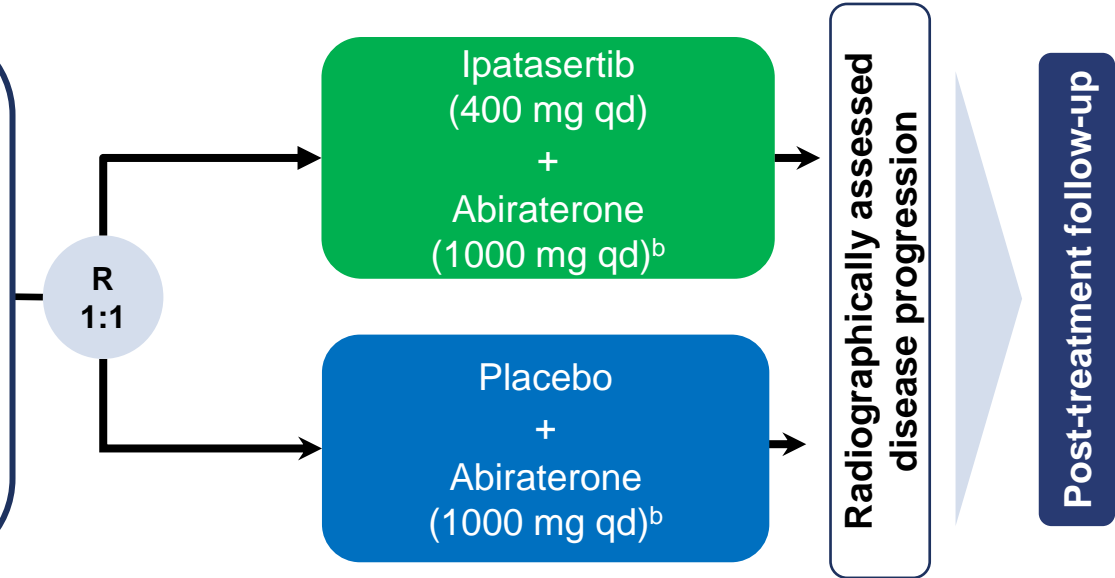 R
1:1
Ipatasertib
(400 mg qd)
+
Abiraterone
(1000 mg qd)ᵇ
Placebo
+
Abiraterone
(1000 mg qd)ᵇ
Radiographically assessed
disease progression
Post-treatment follow-up